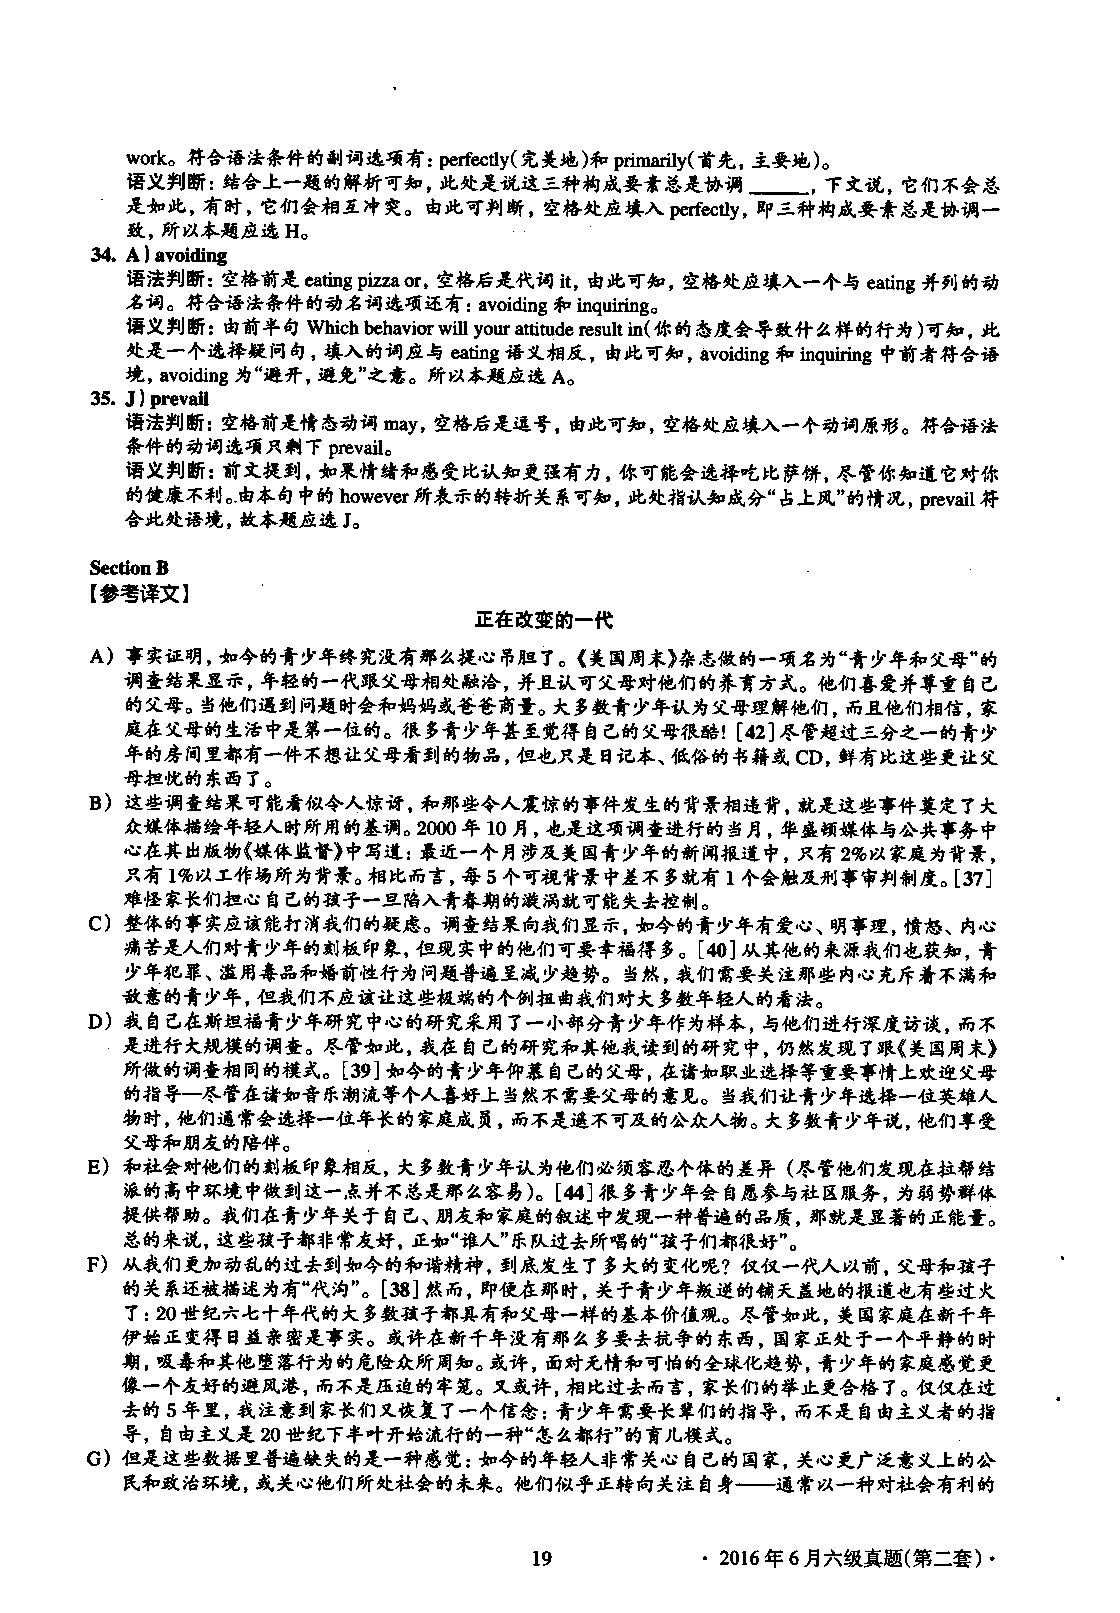 work。符合语法条件的副词选项有：perfectly(完美地)和 primarily(首先，主要地)。
语义判断：结合上一题的解析可知，此处是说这三种构成要素总是协调______，下文说，它们不会总
是如此，有时，它们会相互冲突。由此可判断，空格处应填入 perfectly，即三种构成要素总是协调一
致，所以本题应选 H。
34. A) avoiding
语法判断：空格前是 eating pizza or，空格后是代词 it，由此可知，空格处应填入一个与 eating 并列的动
名词。符合语法条件的动名词选项还有：avoiding 和 inquiring。
语义判断：由前半句 Which behavior will your attitude result in(你的态度会导致什么样的行为)可知，此
处是一个选择疑问句，填入的词应与 eating 语义相反，由此可知，avoiding 和 inquiring 中前者符合语
境，avoiding 为“避开，避免”之意。所以本题应选 A。
35. J) prevail
语法判断：空格前是情态动词 may，空格后是逗号，由此可知，空格处应填入一个动词原形。符合语法
条件的动词选项只剩下 prevail。
语义判断：前文提到，如果情绪和感受比认知更强有力，你可能会选择吃比萨饼，尽管你知道它对你
的健康不利。由本句中的 however 所表示的转折关系可知，此处指认知成分“占上风”的情况，prevail 符
合此处语境，故本题应选 J。
Section B
【参考译文】
正在改变的一代
A) 事实证明，如今的青少年终究没有那么提心吊胆了。《美国周末》杂志做的一项名为“青少年和父母”的
调查结果显示，年轻的一代跟父母相处融洽，并且认可父母对他们的养育方式。他们喜爱并尊重自己
的父母。当他们遇到问题时会和妈妈或爸爸商量。大多数青少年认为父母理解他们，而且他们相信，家
庭在父母的生活中是第一位的。很多青少年甚至觉得自己的父母很酷！[42]尽管超过三分之一的青少
年的房间里都有一件不想让父母看到的物品，但也只是日记本、低俗的书籍或 CD，鲜有比这些更让父
母担忧的东西了。
B) 这些调查结果可能看似令人惊讶，和那些令人震惊的事件发生的背景相违背，就是这些事件奠定了大
众媒体描绘年轻人时所用的基调。2000 年 10 月，也是这项调查进行的当月，华盛顿媒体与公共事务中
心在其出版物《媒体监督》中写道：最近一个月涉及美国青少年的新闻报道中，只有 2%以家庭为背景，
只有 1%以工作场所为背景。相比而言，每 5 个可视背景中差不多就有 1 个会触及刑事审判制度。[37]
难怪家长们担心自己的孩子一旦陷入青春期的漩涡就可能失去控制。
C) 整体的事实应该能打消我们的疑虑。调查结果向我们显示，如今的青少年有爱心、明事理，愤怒、内心
痛苦是人们对青少年的刻板印象，但现实中的他们可要幸福得多。[40]从其他的来源我们也获知，青
少年犯罪、滥用毒品和婚前性行为问题普遍呈减少趋势。当然，我们需要关注那些内心充斥着不满和
敌意的青少年，但我们不应该让这些极端的个例扭曲我们对大多数年轻人的看法。
D) 我自己在斯坦福青少年研究中心的研究采用了一小部分青少年作为样本，与他们进行深度访谈，而不
是进行大规模的调查。尽管如此，我在自己的研究和其他我读到的研究中，仍然发现了跟《美国周末》
所做的调查相同的模式。[39]如今的青少年仰慕自己的父母，在诸如职业选择等重要事情上欢迎父母
的指导—尽管在诸如音乐潮流等个人喜好上当然不需要父母的意见。当我们让青少年选择一位英雄人
物时，他们通常会选择一位年长的家庭成员，而不是遥不可及的公众人物。大多数青少年说，他们享受
父母和朋友的陪伴。
E) 和社会对他们的刻板印象相反，大多数青少年认为他们必须容忍个体的差异（尽管他们发现在拉帮结
派的高中环境中做到这一点并不总是那么容易）。[44]很多青少年会自愿参与社区服务，为弱势群体
提供帮助。我们在青少年关于自己、朋友和家庭的叙述中发现一种普遍的品质，那就是显著的正能量。
总的来说，这些孩子都非常友好，正如“谁人”乐队过去所唱的“孩子们都很好”。
F) 从我们更加动乱的过去到如今的和谐精神，到底发生了多大的变化呢？仅仅一代人以前，父母和孩子
的关系还被描述为有“代沟”。[38]然而，即便在那时，关于青少年叛逆的铺天盖地的报道也有些过火
了：20 世纪六七十年代的大多数孩子都具有和父母一样的基本价值观。尽管如此，美国家庭在新千年
伊始正变得日益亲密是事实。或许在新千年没有那么多要去抗争的东西，国家正处于一个平静的时
期，吸毒和其他堕落行为的危险众所周知。或许，面对无情和可怕的全球化趋势，青少年的家庭感觉更
像一个友好的避风港，而不是压迫的牢笼。又或许，相比过去而言，家长们的举止更合格了。仅仅在过
去的 5 年里，我注意到家长们又恢复了一个信念：青少年需要长辈们的指导，而不是自由主义者的指
导，自由主义是 20 世纪下半叶开始流行的一种“怎么都行”的育儿模式。
G) 但是这些数据里普遍缺失的是一种感觉：如今的年轻人非常关心自己的国家，关心更广泛意义上的公
民和政治环境，或关心他们所处社会的未来。他们似乎正转向关注自身——通常以一种对社会有利的
19
·2016 年 6 月六级真题(第二套)·